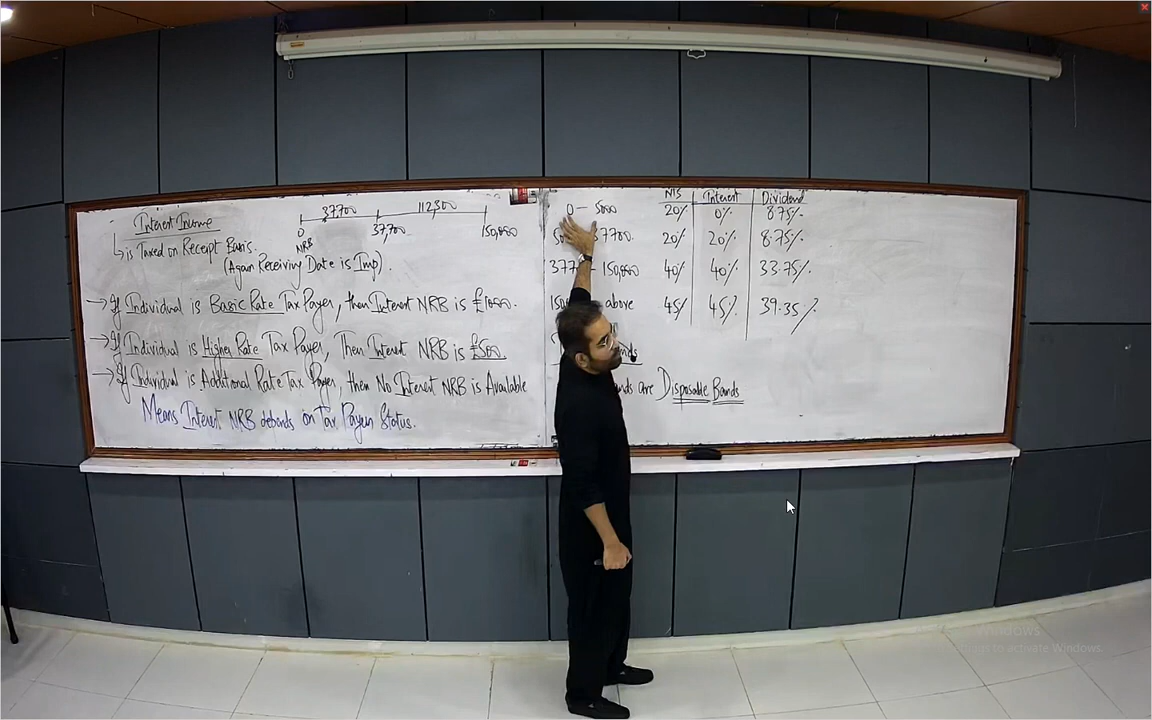 Interest Income
37,700 112,300
0 37,700 150,000
NRB
↳ is Taxed on Receipt Basis.
(Again Receiving Date is Imp).
→ If Individual is Basic Rate Tax Payer, then Interest NRB is £1000.
→ If Individual is Higher Rate Tax Payer, Then Interest NRB is £500.
→ If Individual is Additional Rate Tax Payer, then No Interest NRB is Available
Means Interest NRB depends on Tax Payer Status.
NIS Interest Dividend
0 — 5000 20% 0% 8.75%
7700. 20% 20% 8.75%.
377 150,000 40% 40% 33.75%.
above 45% 45% 39.35%
are Disposable Bands